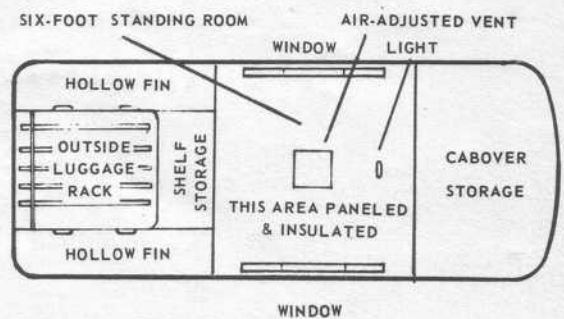 SIX-FOOT STANDING ROOM
AIR-ADJUSTED VENT
WINDOW
LIGHT
HOLLOW FIN
OUTSIDE
LUGGAGE
RACK
SHELF STORAGE
THIS AREA PANELED
& INSULATED
CABOVER
STORAGE
HOLLOW FIN
WINDOW